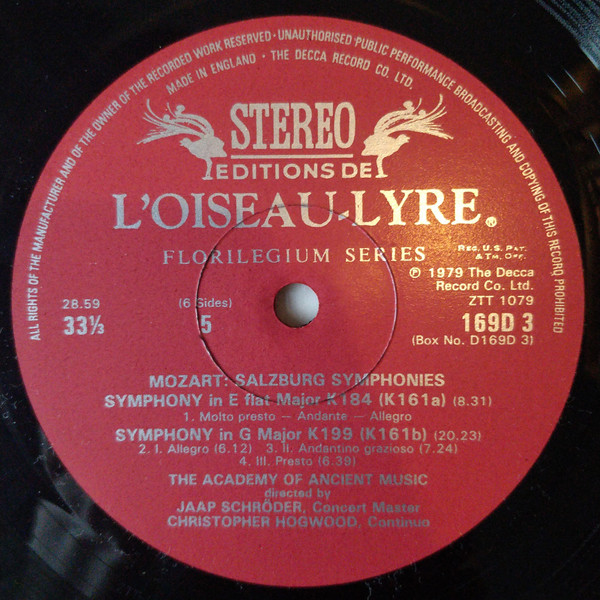 ALL RIGHTS OF THE MANUFACTURER AND OF THE OWNER OF THE RECORDED WORK RESERVED · UNAUTHORISED PUBLIC PERFORMANCE BROADCASTING AND COPYING OF THIS RECORD PROHIBITED
MADE IN ENGLAND · THE DECCA RECORD CO. LTD.
STEREO
EDITIONS DE
L'OISEAU-LYRE®
FLORILEGIUM SERIES
REG. U.S. PAT.
& TM. OFF.
℗ 1979 The Decca
Record Co. Ltd.
ZTT 1079
28.59
(6 Sides)
33⅓
5
169D 3
(Box No. D169D 3)
MOZART: SALZBURG SYMPHONIES
SYMPHONY in E flat Major K184 (K161a) (8.31)
1. Molto presto — Andante — Allegro
SYMPHONY in G Major K199 (K161b) (20.23)
2. I. Allegro (6.12) 3. II. Andantino grazioso (7.24)
4. III. Presto (6.39)
THE ACADEMY OF ANCIENT MUSIC
directed by
JAAP SCHRÖDER, Concert Master
CHRISTOPHER HOGWOOD, Continuo